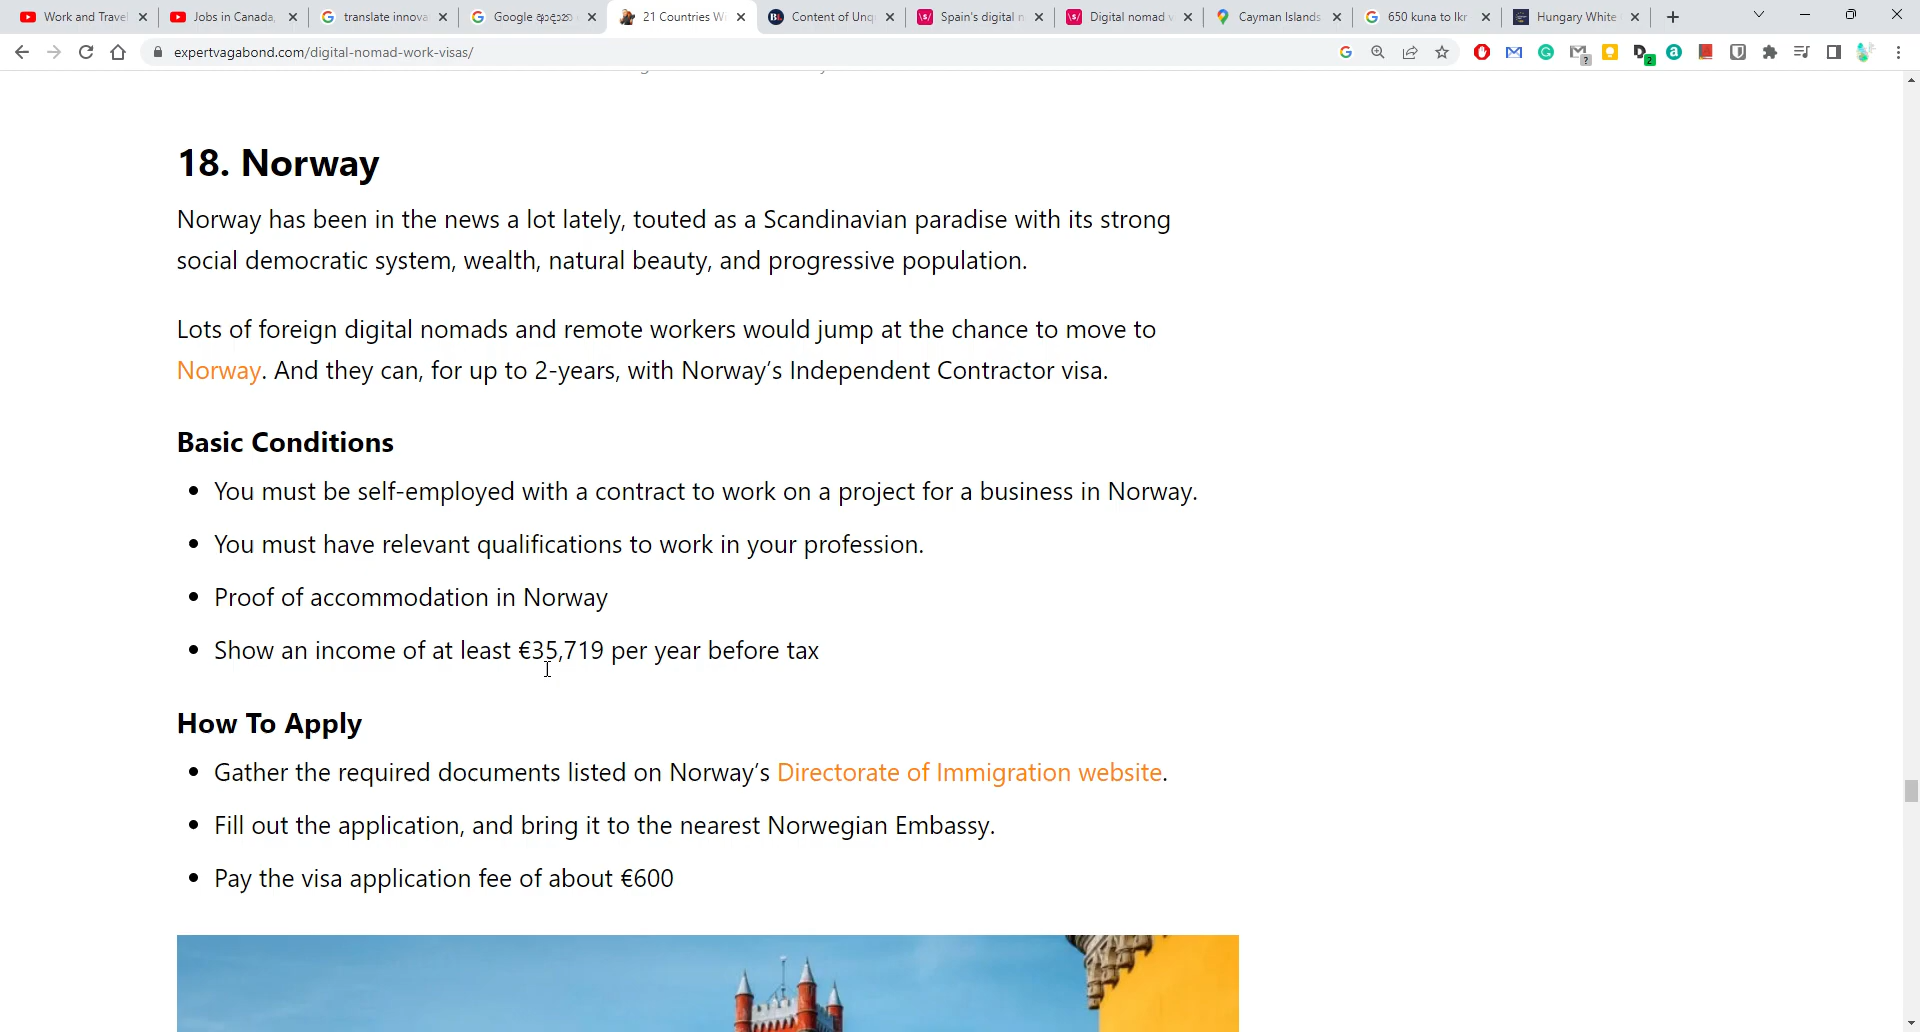 Work and Trave
Jobs in Canada,
translate innova
Google
21 Countries Wi
Content of Unq
Spain's digital n
Digital nomad v
Cayman Islands
650 kuna to lkr
Hungary White
expertvagabond.com/digital-nomad-work-visas/
2
18. Norway
Norway has been in the news a lot lately, touted as a Scandinavian paradise with its strong
social democratic system, wealth, natural beauty, and progressive population.
Lots of foreign digital nomads and remote workers would jump at the chance to move to
Norway. And they can, for up to 2-years, with Norway’s Independent Contractor visa.
Basic Conditions
• You must be self-employed with a contract to work on a project for a business in Norway.
• You must have relevant qualifications to work in your profession.
• Proof of accommodation in Norway
• Show an income of at least €35,719 per year before tax
How To Apply
• Gather the required documents listed on Norway’s Directorate of Immigration website.
• Fill out the application, and bring it to the nearest Norwegian Embassy.
• Pay the visa application fee of about €600